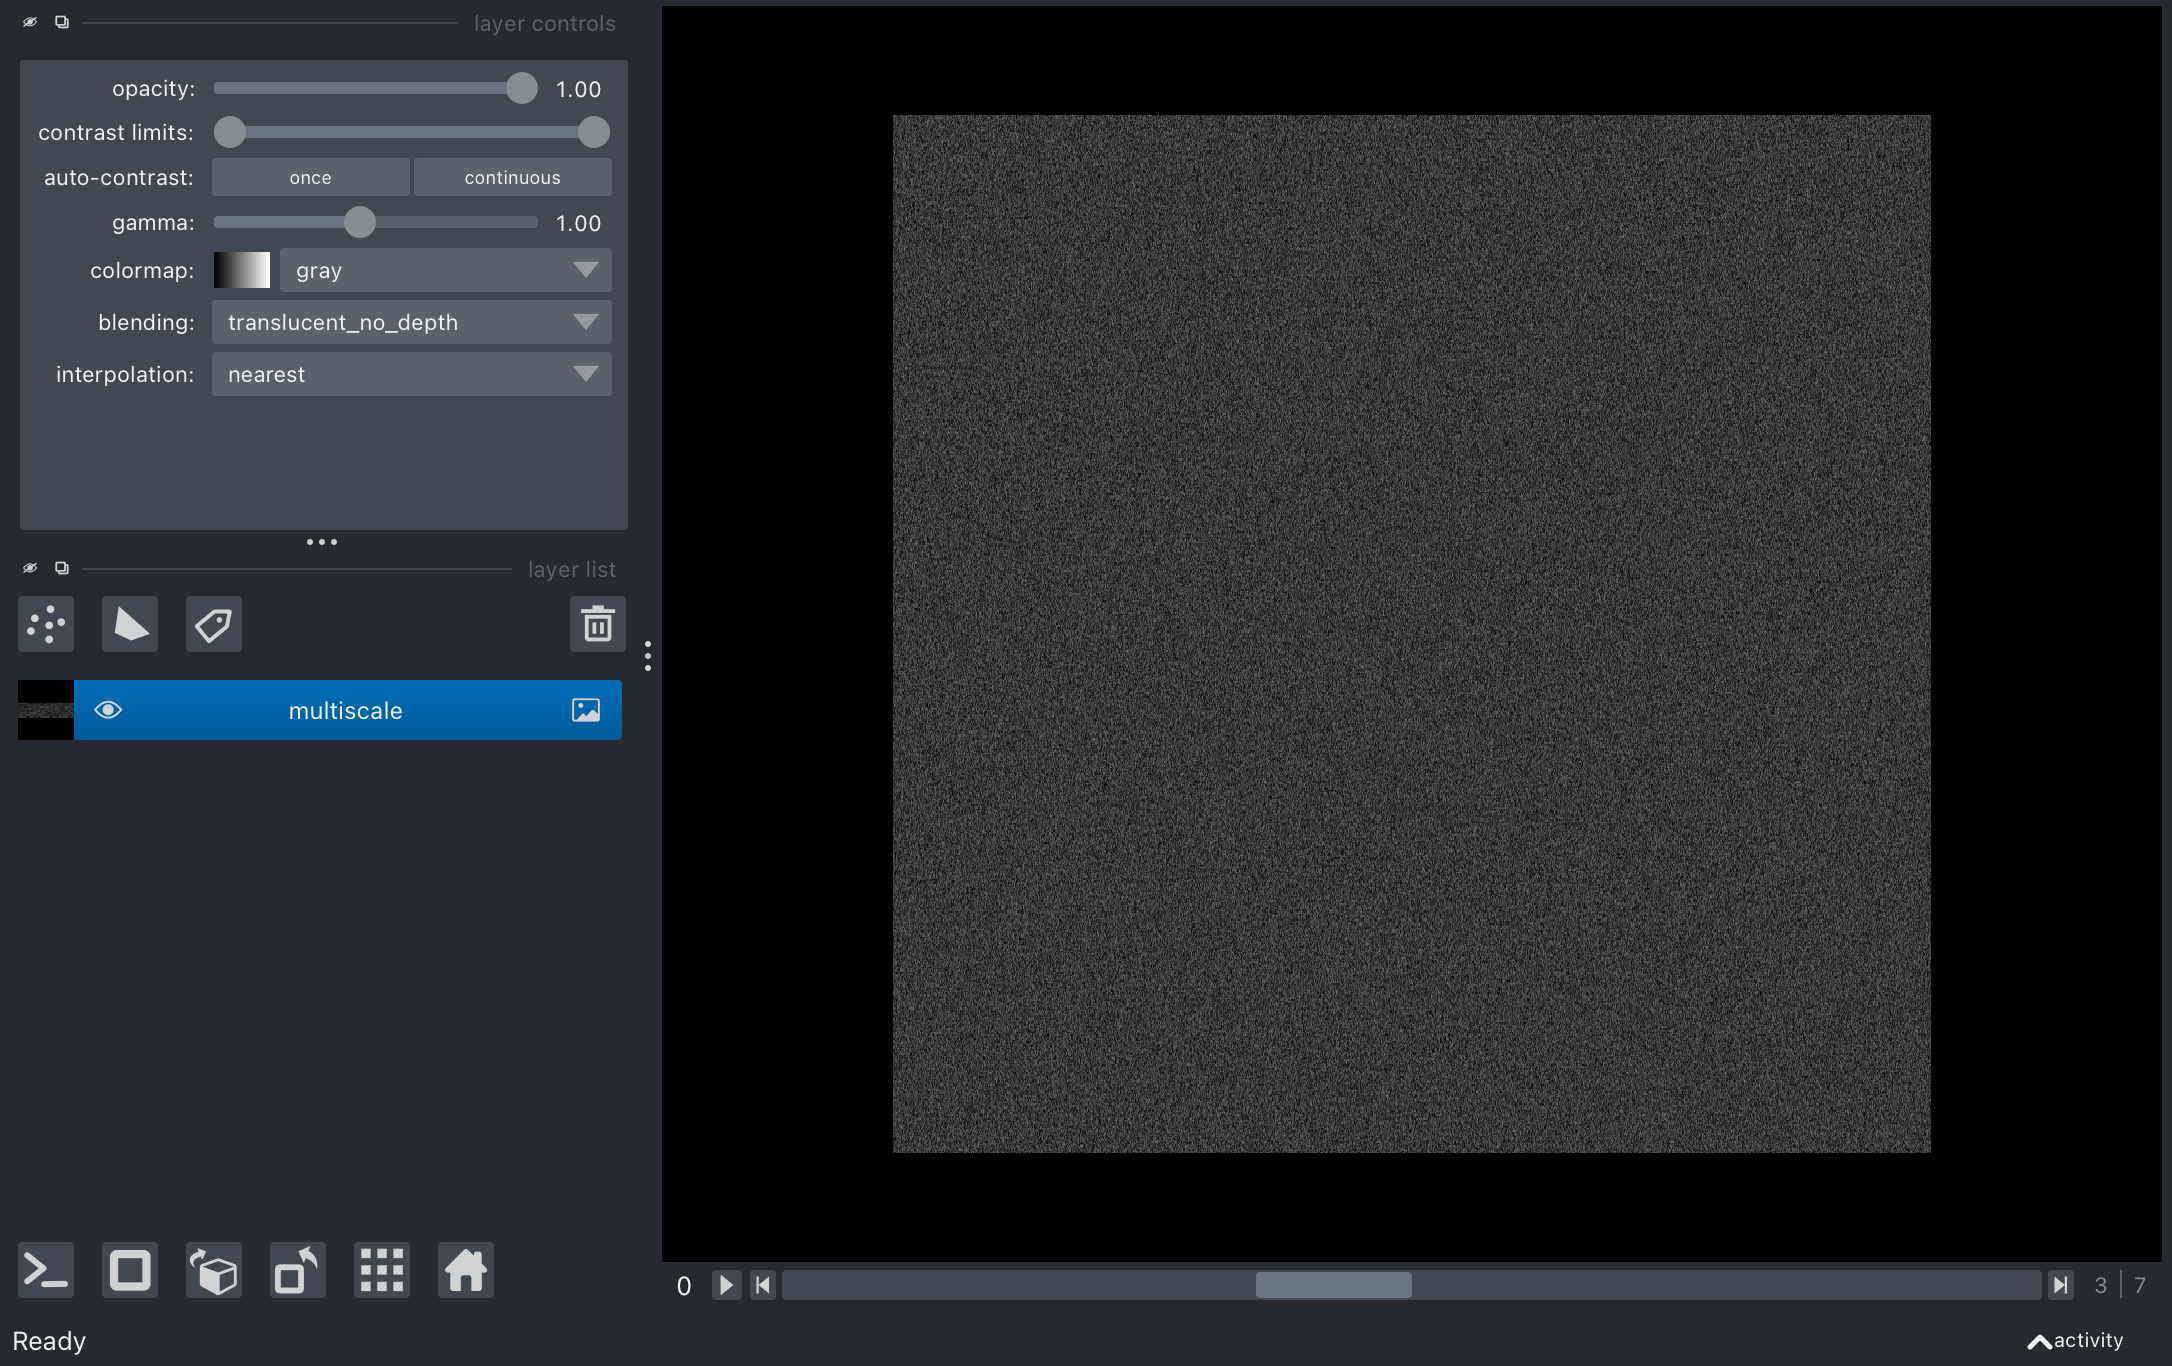 layer controls
opacity: 1.00
contrast limits:
auto-contrast: once continuous
gamma: 1.00
colormap: gray
blending: translucent_no_depth
interpolation: nearest
layer list
multiscale
0 3 7
Ready activity